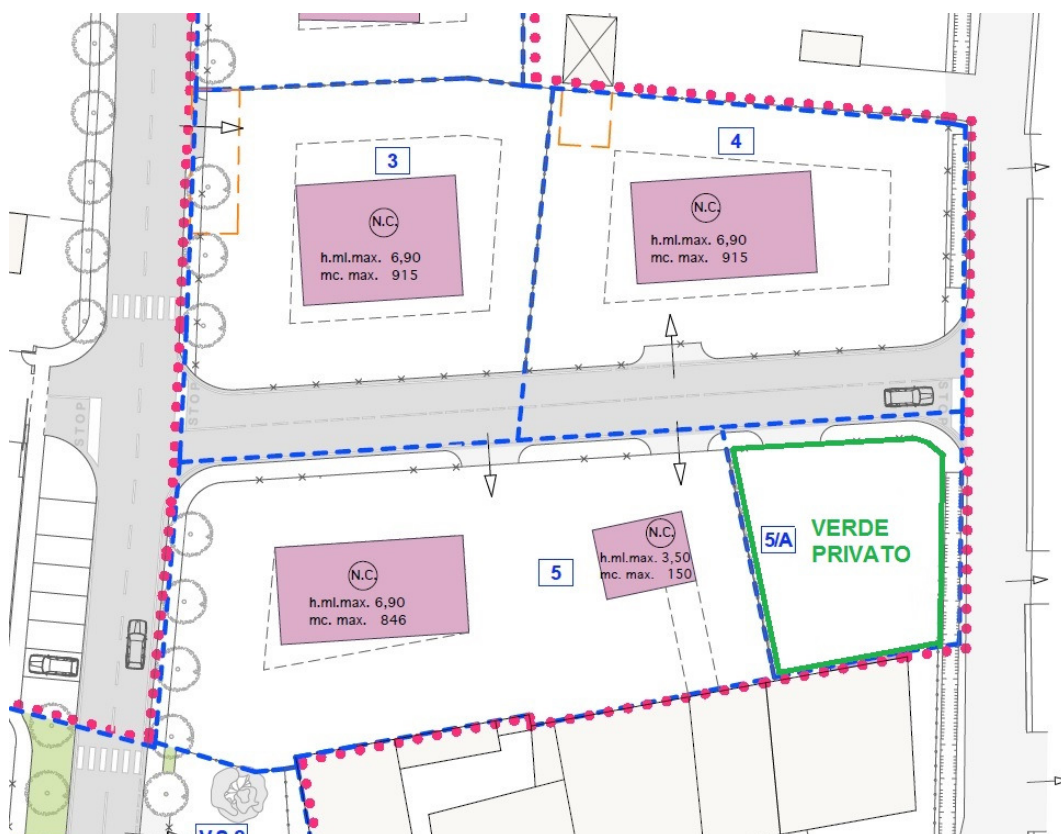 3
4
N.C.
h.ml.max. 6,90
mc. max. 915
N.C.
h.ml.max. 6,90
mc. max. 915
STOP
STOP
STOP
N.C.
h.ml.max. 3,50
mc. max. 150
5/A
VERDE
PRIVATO
5
N.C.
h.ml.max. 6,90
mc. max. 846